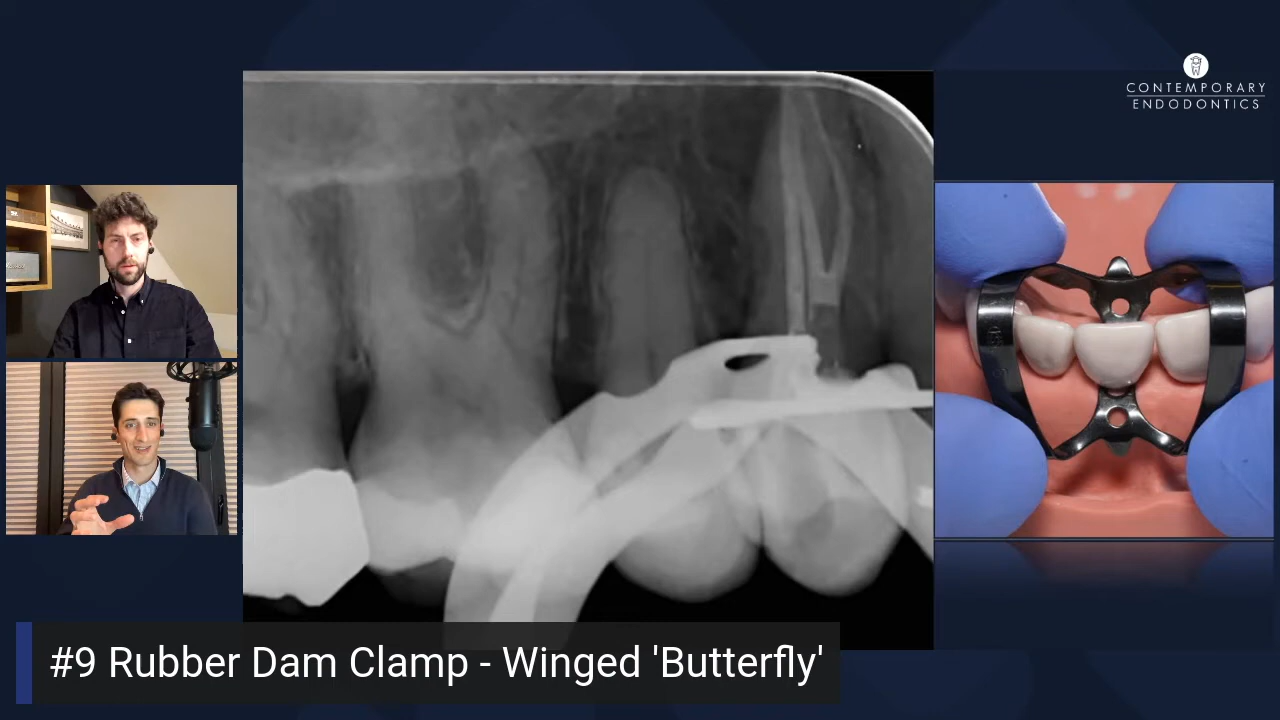 CONTEMPORARY
ENDODONTICS
#9 Rubber Dam Clamp - Winged 'Butterfly'